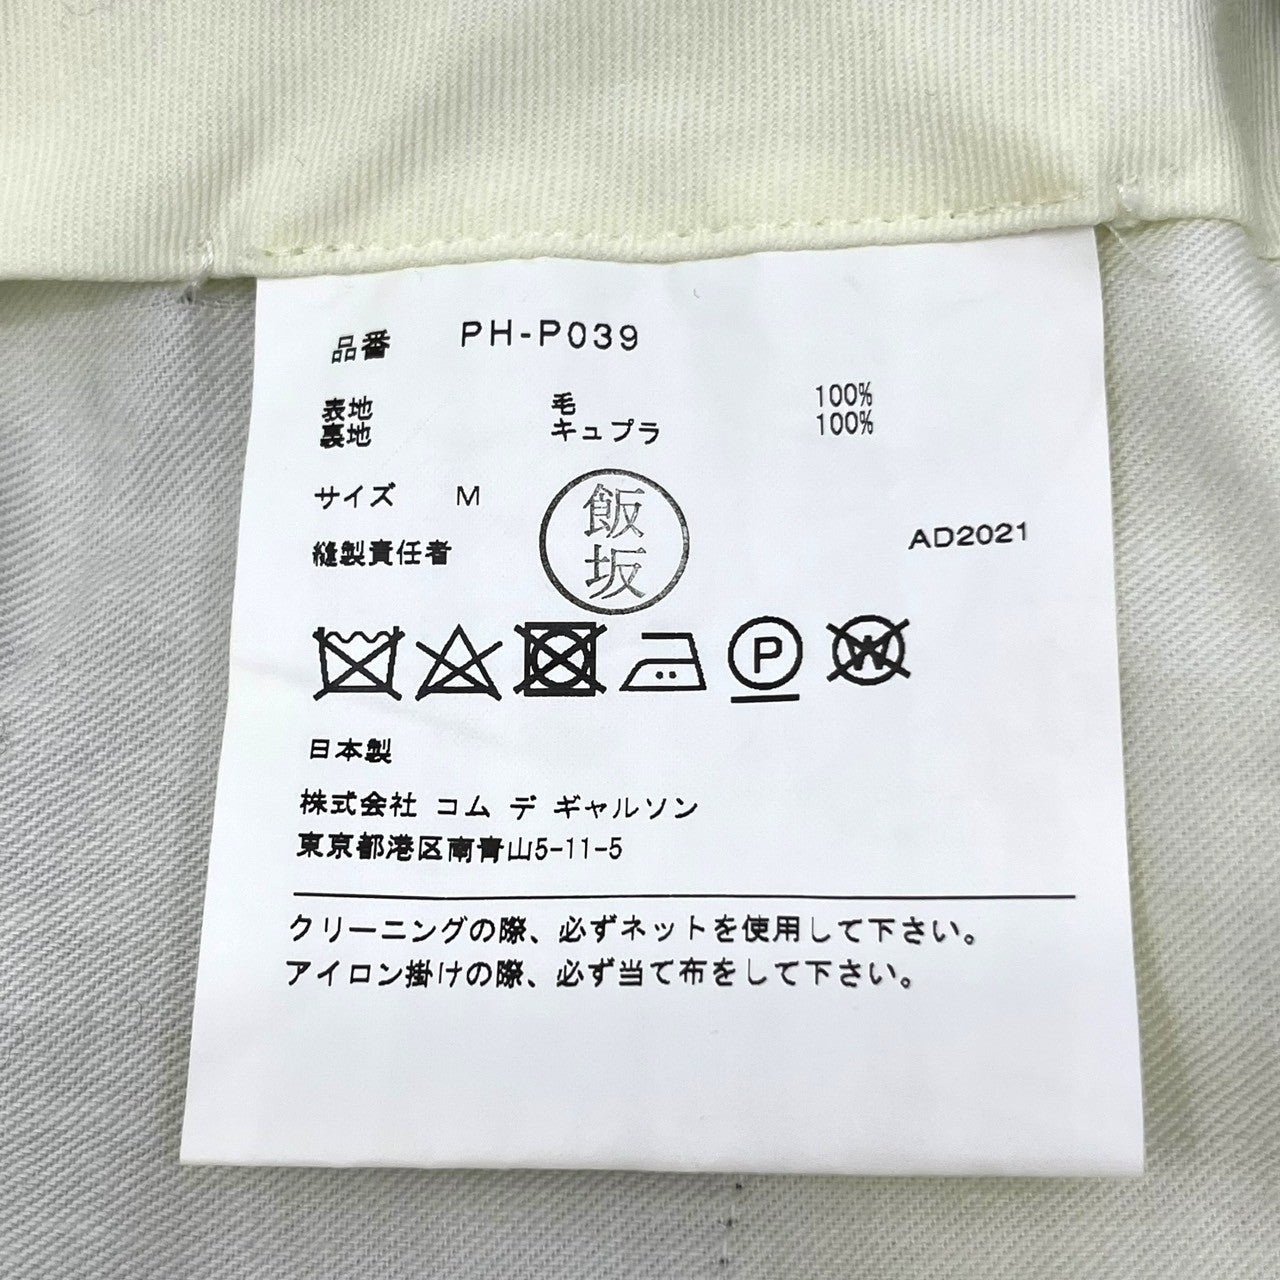 品番 PH-P039
表地 毛 100%
裏地 キュプラ 100%
サイズ M
飯坂
縫製責任者
AD2021
P
W
日本製
株式会社 コム デ ギャルソン
東京都港区南青山5-11-5
クリーニングの際、必ずネットを使用して下さい。
アイロン掛けの際、必ず当て布をして下さい。